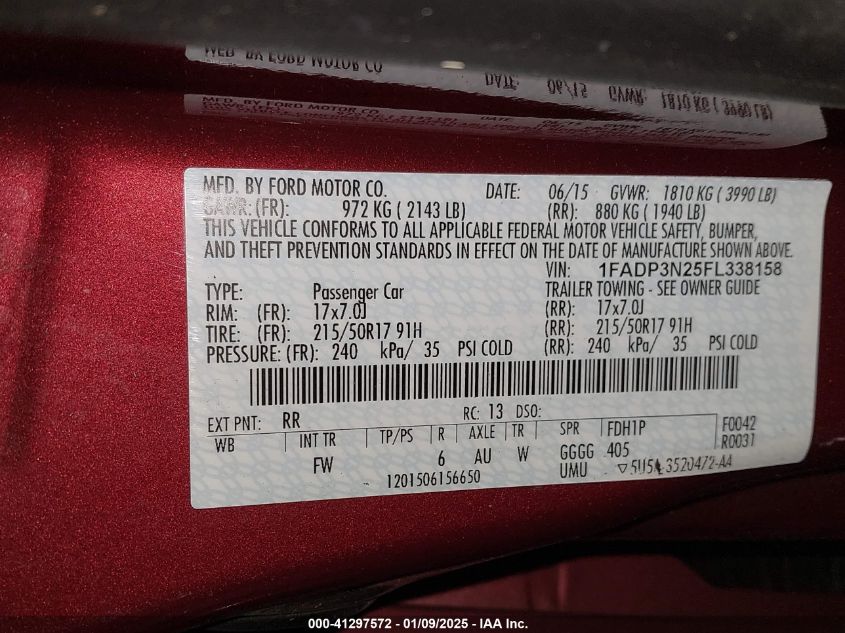 MFD. BY FORD MOTOR CO. DATE: 06/15 GVWR: 1810 KG ( 3990 LB)
GAWR: (FR): 972 KG ( 2143 LB) (RR): 880 KG ( 1940 LB)
THIS VEHICLE CONFORMS TO ALL APPLICABLE FEDERAL MOTOR VEHICLE SAFETY, BUMPER,
AND THEFT PREVENTION STANDARDS IN EFFECT ON THE DATE OF MANUFACTURE SHOWN ABOVE.
VIN: 1FADP3N25FL338158
TYPE: Passenger Car TRAILER TOWING - SEE OWNER GUIDE
RIM: (FR): 17x7.0J (RR): 17x7.0J
TIRE: (FR): 215/50R17 91H (RR): 215/50R17 91H
PRESSURE: (FR): 240 kPa/ 35 PSI COLD (RR): 240 kPa/ 35 PSI COLD
EXT PNT: RR RC: 13 DSO: FDH1P F0042
WB INT TR TP/PS R AXLE TR SPR 405 R0031
FW 6 AU W GGGG
1201506156650 UMU ▽5U5A 3520472-AA
000-41297572 / 01/09/2025 - IAA Inc.